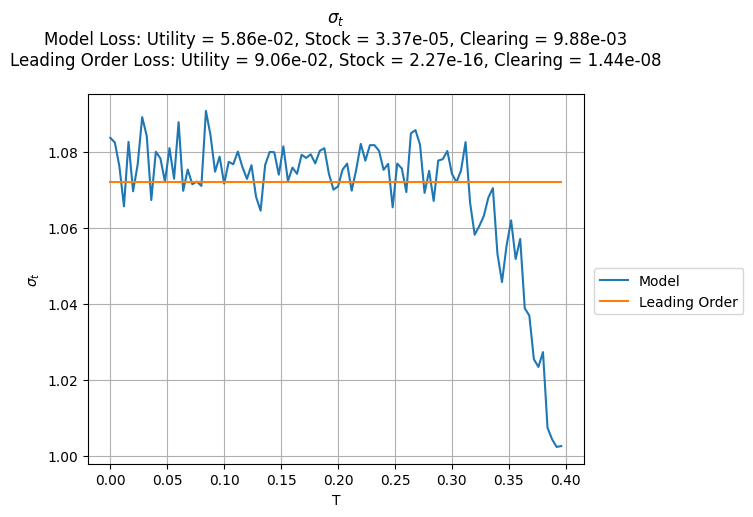 σₜ
Model Loss: Utility = 5.86e-02, Stock = 3.37e-05, Clearing = 9.88e-03
Leading Order Loss: Utility = 9.06e-02, Stock = 2.27e-16, Clearing = 1.44e-08
1.08
1.06
1.04
1.02
1.00
σₜ
0.00 0.05 0.10 0.15 0.20 0.25 0.30 0.35 0.40
T
Model
Leading Order